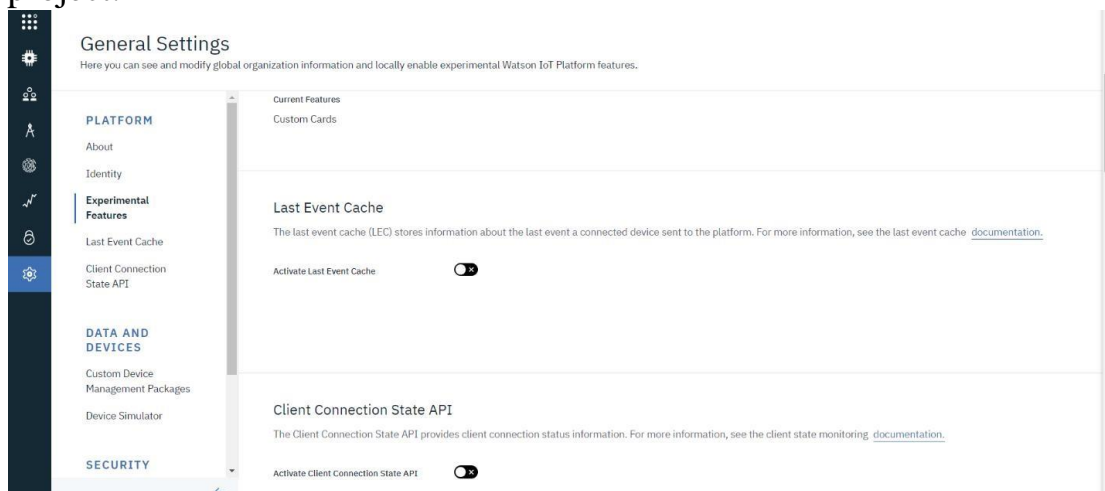 General Settings
Here you can see and modify global organization information and locally enable experimental Watson IoT Platform features.
PLATFORM
About
Identity
Experimental
Features
Last Event Cache
Client Connection
State API
DATA AND
DEVICES
Custom Device
Management Packages
Device Simulator
SECURITY
Current Features
Custom Cards
Last Event Cache
The last event cache (LEC) stores information about the last event a connected device sent to the platform. For more information, see the last event cache documentation.
Activate Last Event Cache
Client Connection State API
The Client Connection State API provides client connection status information. For more information, see the client state monitoring documentation.
Activate Client Connection State API